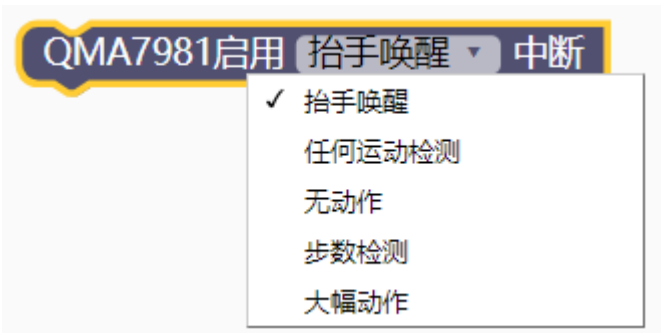 QMA7981启用 抬手唤醒 中断
抬手唤醒
任何运动检测
无动作
步数检测
大幅动作